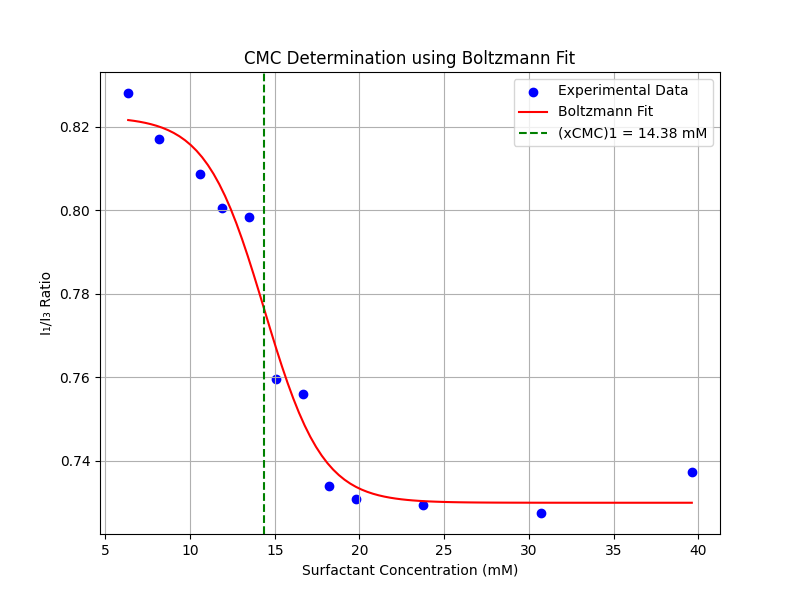 CMC Determination using Boltzmann Fit
Experimental Data
Boltzmann Fit
(xCMC)1 = 14.38 mM
0.82
0.80
0.78
0.76
0.74
I₁/I₃ Ratio
5 10 15 20 25 30 35 40
Surfactant Concentration (mM)